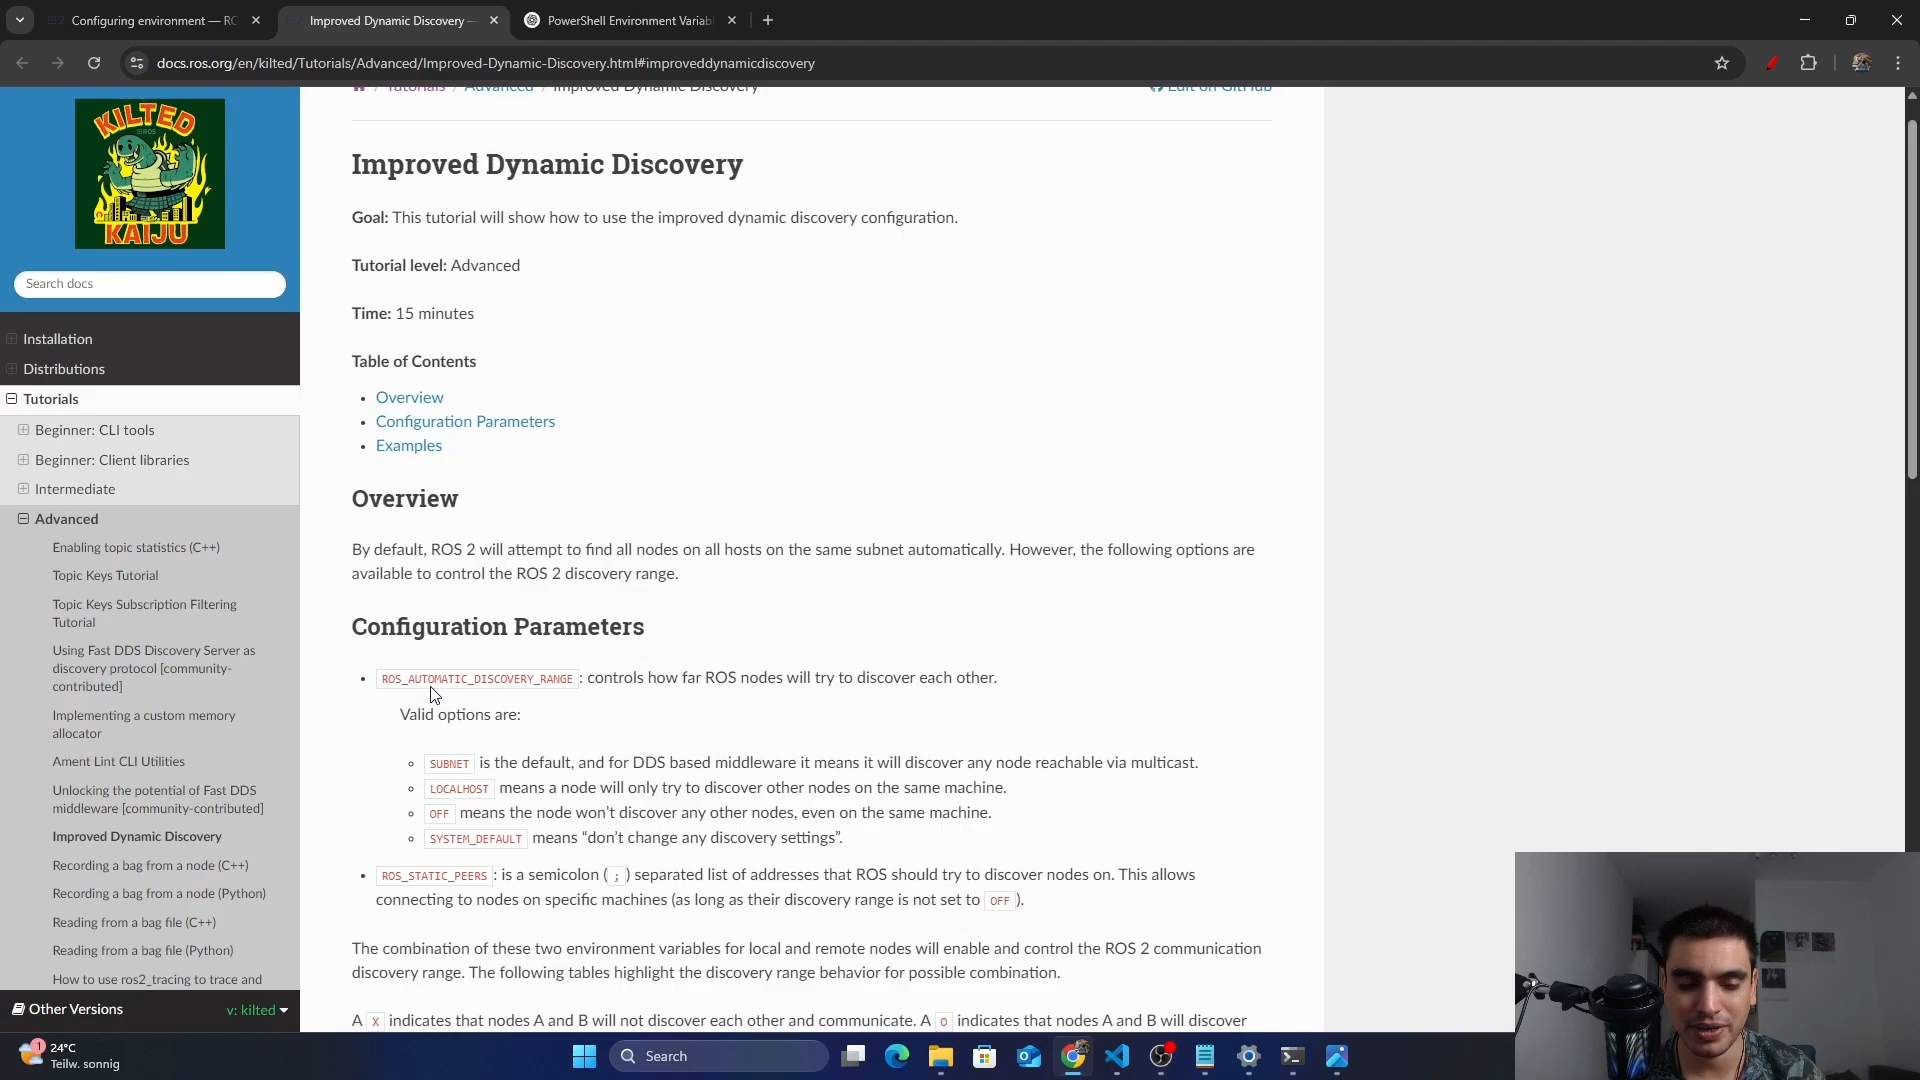 Configuring environment — RO
Improved Dynamic Discovery —
PowerShell Environment Variabl
docs.ros.org/en/kilted/Tutorials/Advanced/Improved-Dynamic-Discovery.html#improveddynamicdiscovery
KILTED
ROS
KAIJU
Search docs
Installation
Distributions
Tutorials
Beginner: CLI tools
Beginner: Client libraries
Intermediate
Advanced
Enabling topic statistics (C++)
Topic Keys Tutorial
Topic Keys Subscription Filtering
Tutorial
Using Fast DDS Discovery Server as
discovery protocol [community-
contributed]
Implementing a custom memory
allocator
Ament Lint CLI Utilities
Unlocking the potential of Fast DDS
middleware [community-contributed]
Improved Dynamic Discovery
Recording a bag from a node (C++)
Recording a bag from a node (Python)
Reading from a bag file (C++)
Reading from a bag file (Python)
How to use ros2_tracing to trace and
Other Versions
v: kilted
/ Tutorials / Advanced / Improved Dynamic Discovery
Edit on GitHub
Improved Dynamic Discovery
Goal: This tutorial will show how to use the improved dynamic discovery configuration.
Tutorial level: Advanced
Time: 15 minutes
Table of Contents
• Overview
• Configuration Parameters
• Examples
Overview
By default, ROS 2 will attempt to find all nodes on all hosts on the same subnet automatically. However, the following options are
available to control the ROS 2 discovery range.
Configuration Parameters
• ROS_AUTOMATIC_DISCOVERY_RANGE: controls how far ROS nodes will try to discover each other.
Valid options are:
SUBNET is the default, and for DDS based middleware it means it will discover any node reachable via multicast.
LOCALHOST means a node will only try to discover other nodes on the same machine.
OFF means the node won’t discover any other nodes, even on the same machine.
SYSTEM_DEFAULT means “don’t change any discovery settings”.
• ROS_STATIC_PEERS: is a semicolon (;) separated list of addresses that ROS should try to discover nodes on. This allows
connecting to nodes on specific machines (as long as their discovery range is not set to OFF).
The combination of these two environment variables for local and remote nodes will enable and control the ROS 2 communication
discovery range. The following tables highlight the discovery range behavior for possible combination.
A X indicates that nodes A and B will not discover each other and communicate. A O indicates that nodes A and B will discover
1
24°C
Teilw. sonnig
Search